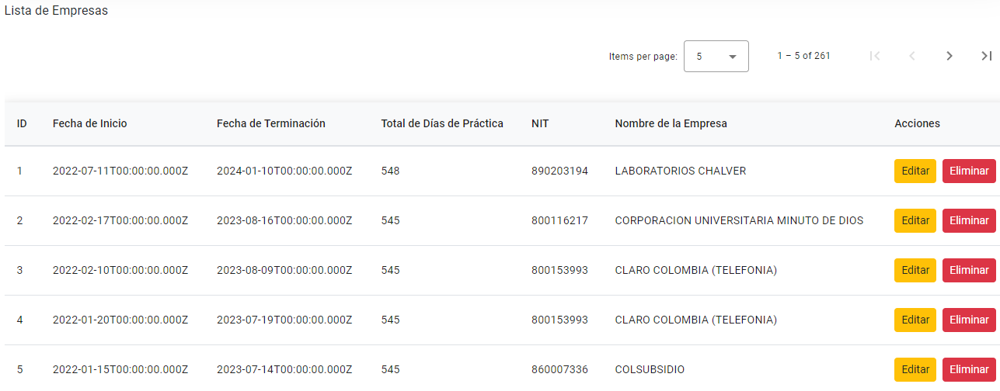 Lista de Empresas
Items per page: 5 1 – 5 of 261
ID Fecha de Inicio Fecha de Terminación Total de Días de Práctica NIT Nombre de la Empresa Acciones
1 2022-07-11T00:00:00.000Z 2024-01-10T00:00:00.000Z 548 890203194 LABORATORIOS CHALVER Editar Eliminar
2 2022-02-17T00:00:00.000Z 2023-08-16T00:00:00.000Z 545 800116217 CORPORACION UNIVERSITARIA MINUTO DE DIOS Editar Eliminar
3 2022-02-10T00:00:00.000Z 2023-08-09T00:00:00.000Z 545 800153993 CLARO COLOMBIA (TELEFONIA) Editar Eliminar
4 2022-01-20T00:00:00.000Z 2023-07-19T00:00:00.000Z 545 800153993 CLARO COLOMBIA (TELEFONIA) Editar Eliminar
5 2022-01-15T00:00:00.000Z 2023-07-14T00:00:00.000Z 545 860007336 COLSUBSIDIO Editar Eliminar